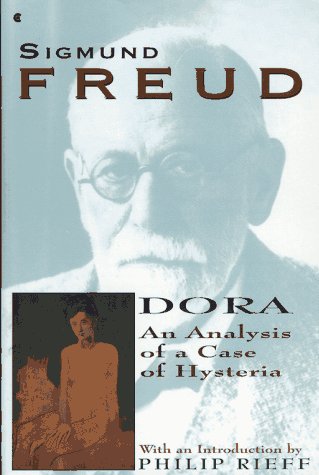 SIGMUND
FREUD
DORA
An Analysis
of a Case
of Hysteria
With an Introduction by
PHILIP RIEFF